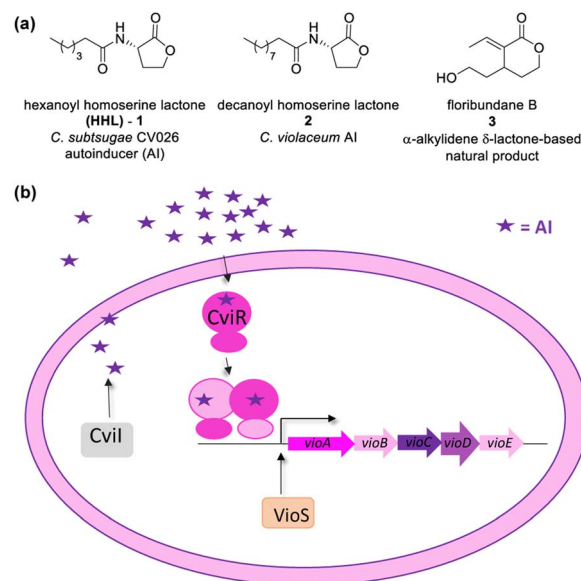 (a)
3
O
H
N
O
O
7
O
H
N
O
O
O
O
HO
hexanoyl homoserine lactone
(HHL) - 1
C. subtsugae CV026
autoinducer (AI)
decanoyl homoserine lactone
2
C. violaceum AI
floribundane B
3
α-alkylidene δ-lactone-based
natural product
(b)
= AI
CviR
CviI
vioA
vioB
vioC
vioD
vioE
VioS